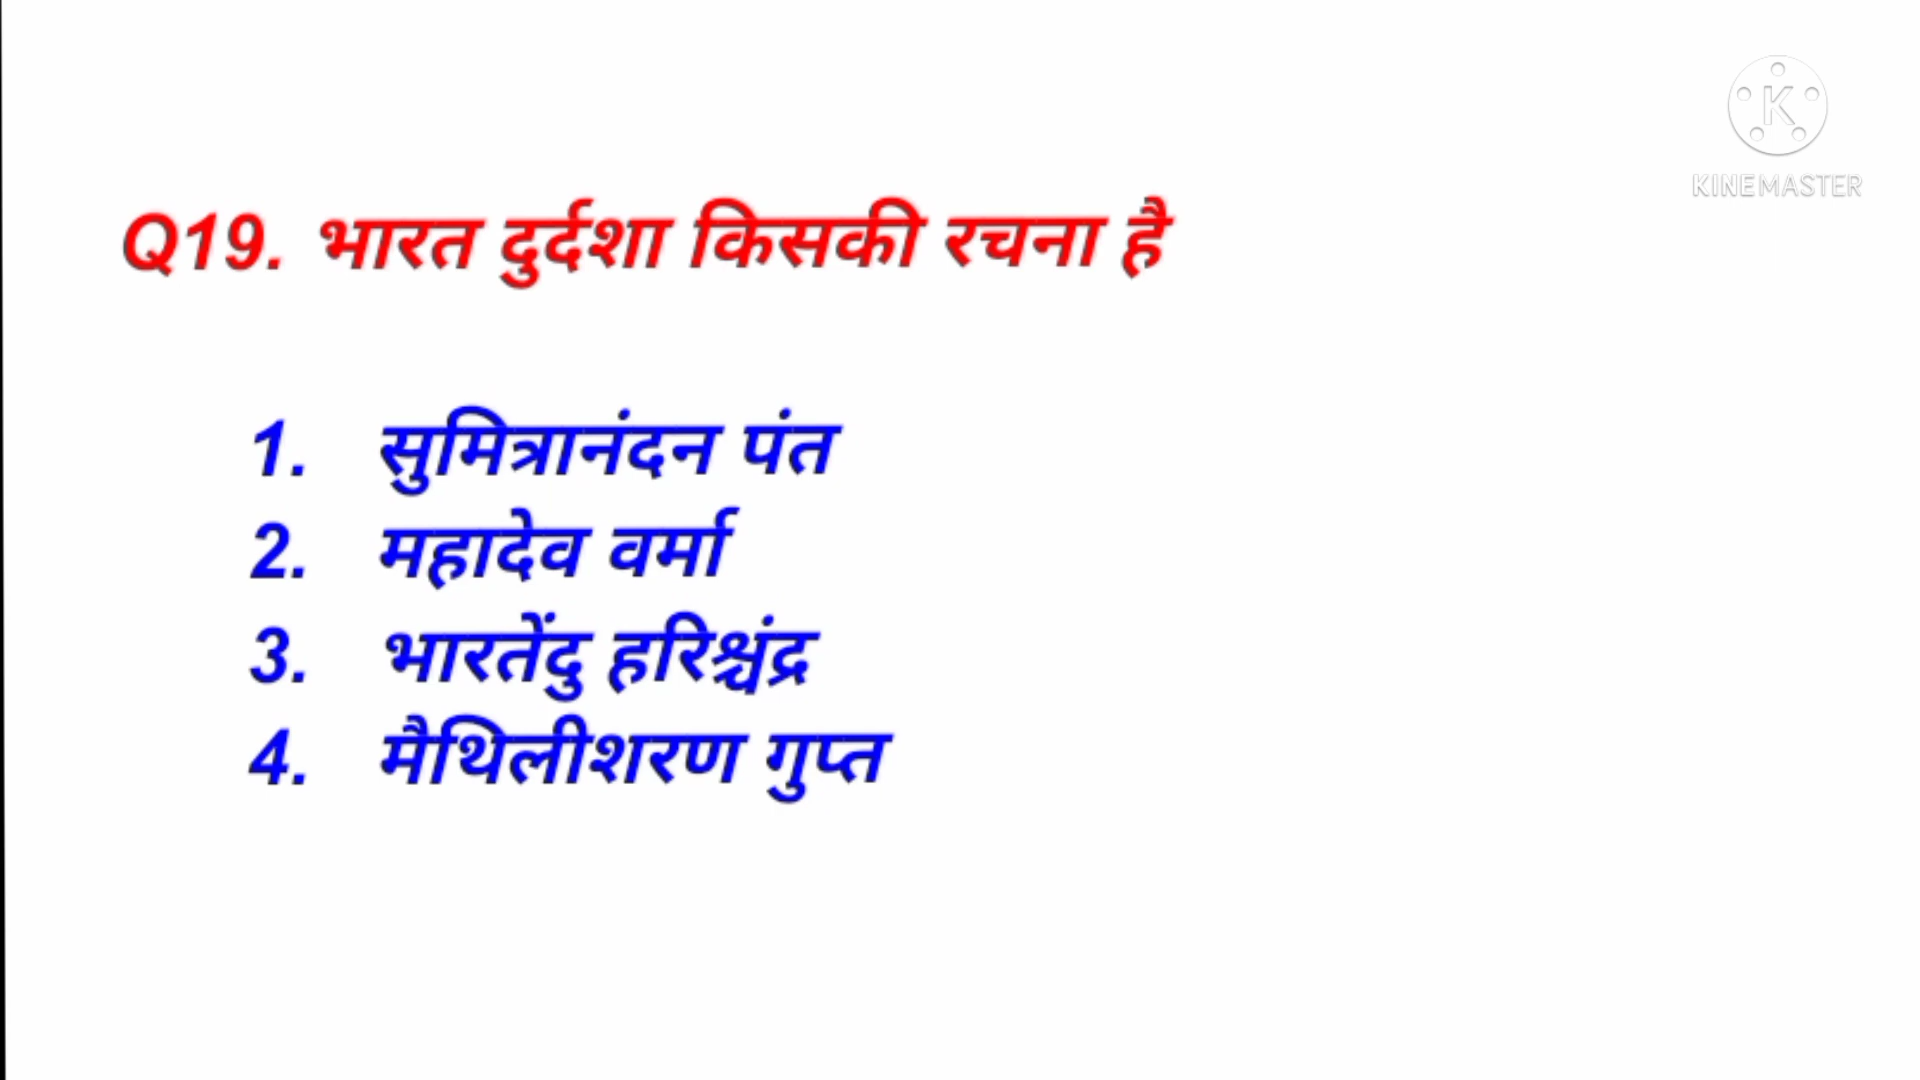 KINEMASTER
Q19. भारत दुर्दशा किसकी रचना है
1. सुमित्रानंदन पंत
2. महादेव वर्मा
3. भारतेंदु हरिश्चंद्र
4. मैथिलीशरण गुप्त